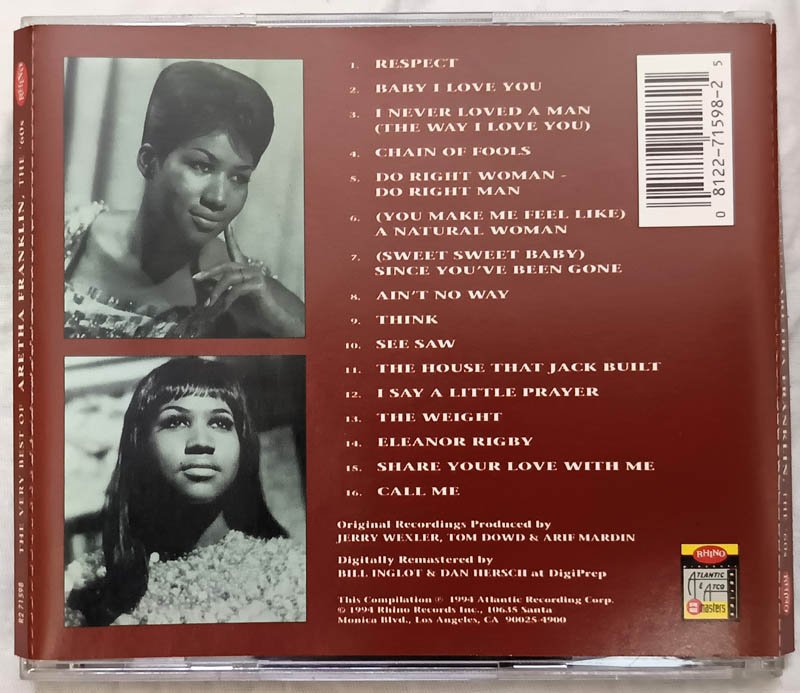 RHINO
THE VERY BEST OF ARETHA FRANKLIN, THE '60s
R2 71598
1. RESPECT
2. BABY I LOVE YOU
3. I NEVER LOVED A MAN
(THE WAY I LOVE YOU)
4. CHAIN OF FOOLS
5. DO RIGHT WOMAN -
DO RIGHT MAN
6. (YOU MAKE ME FEEL LIKE)
A NATURAL WOMAN
7. (SWEET SWEET BABY)
SINCE YOU'VE BEEN GONE
8. AIN'T NO WAY
9. THINK
10. SEE SAW
11. THE HOUSE THAT JACK BUILT
12. I SAY A LITTLE PRAYER
13. THE WEIGHT
14. ELEANOR RIGBY
15. SHARE YOUR LOVE WITH ME
16. CALL ME
Original Recordings Produced by
JERRY WEXLER, TOM DOWD & ARIF MARDIN
Digitally Remastered by
BILL INGLOT & DAN HERSCH at DigiPrep
This Compilation ℗ 1994 Atlantic Recording Corp.
© 1994 Rhino Records Inc., 10635 Santa
Monica Blvd., Los Angeles, CA 90025-4900
0 8122-71598-2 5
FRANKLIN, THE '60s
RHINO
RHINO
ATLANTIC
& ATCO
masters